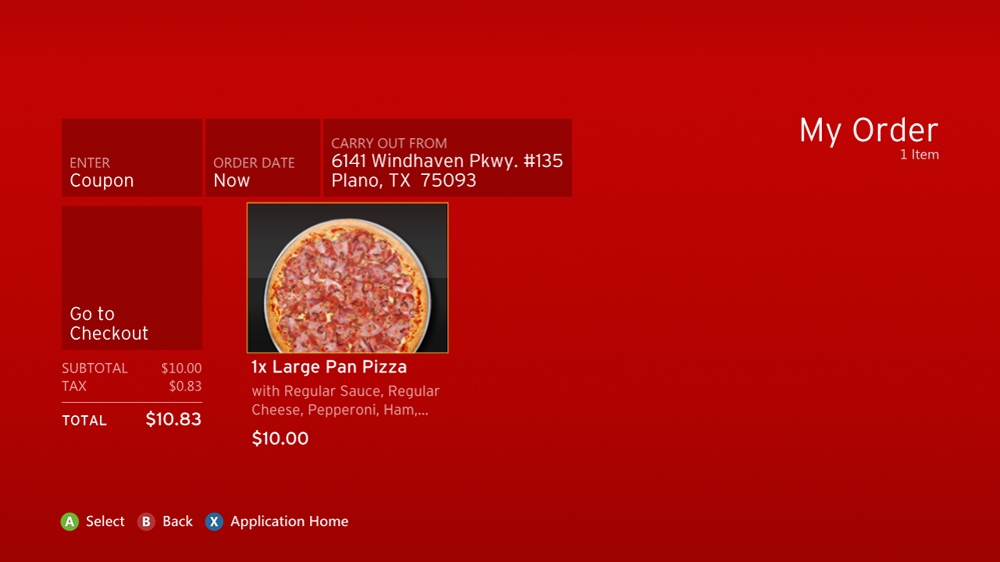 My Order
1 Item
ENTER
Coupon
ORDER DATE
Now
CARRY OUT FROM
6141 Windhaven Pkwy. #135
Plano, TX  75093
Go to
Checkout
SUBTOTAL $10.00
TAX $0.83
TOTAL $10.83
1x Large Pan Pizza
with Regular Sauce, Regular
Cheese, Pepperoni, Ham,...
$10.00
A Select B Back X Application Home